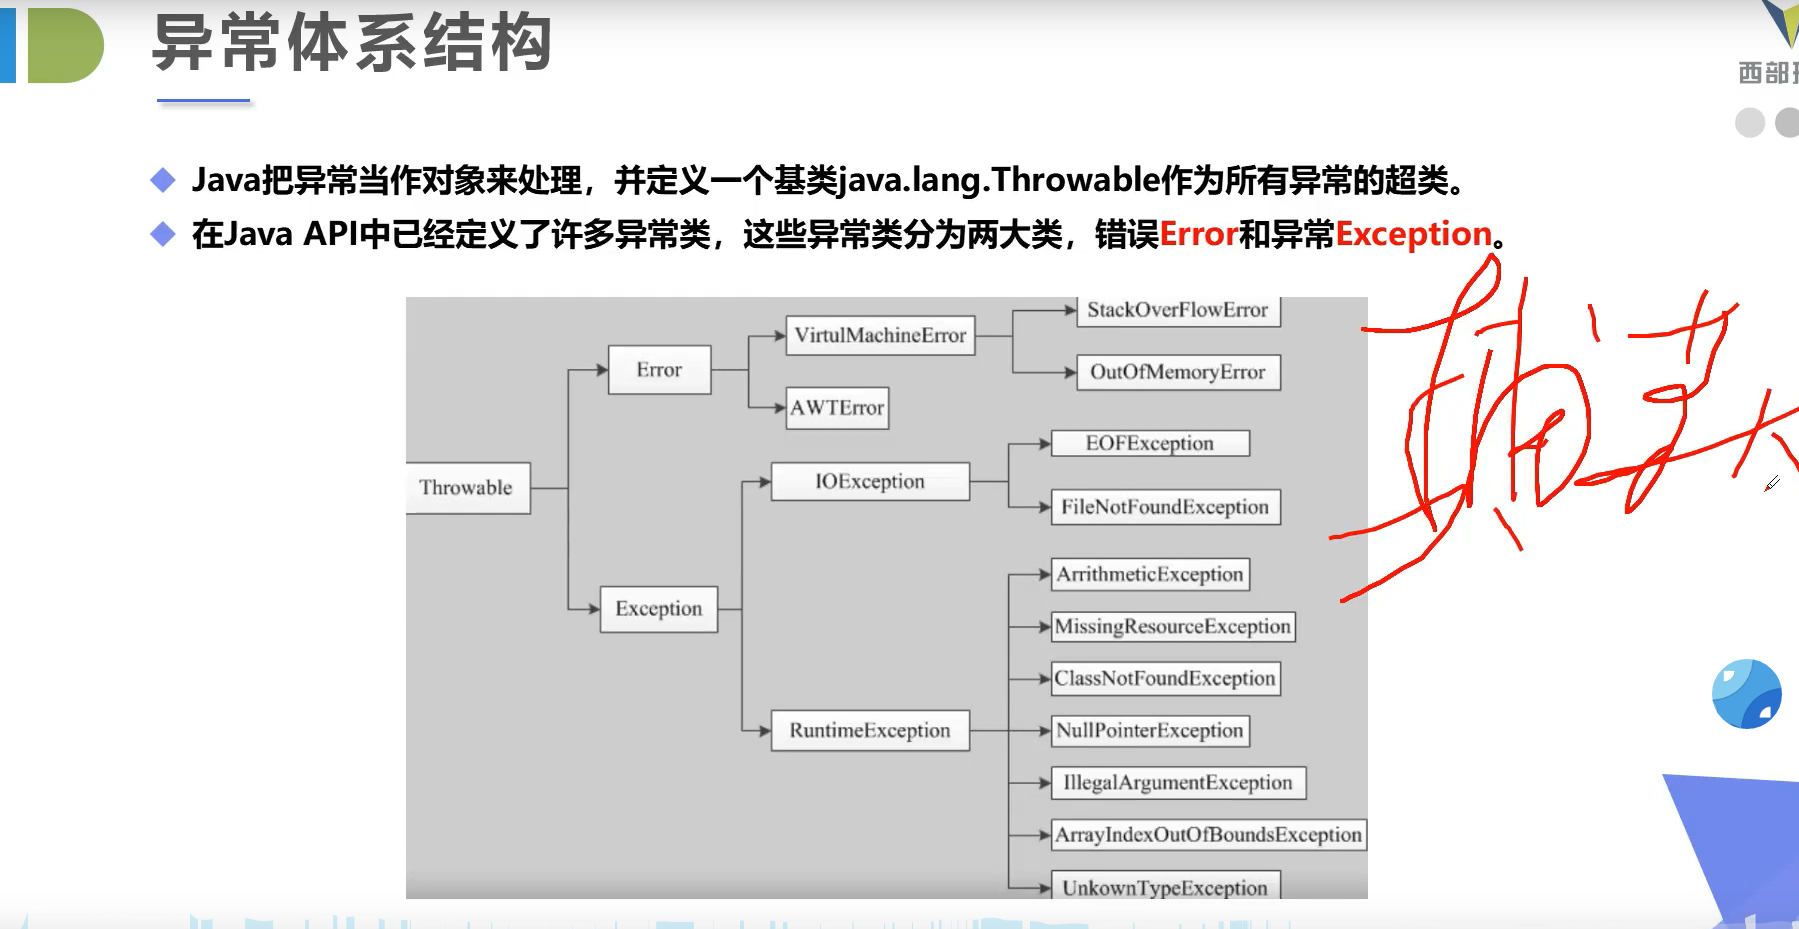 异常体系结构
西部
Java把异常当作对象来处理，并定义一个基类java.lang.Throwable作为所有异常的超类。
在Java API中已经定义了许多异常类，这些异常类分为两大类，错误Error和异常Exception。
StackOverFlowError
VirtulMachineError
Error
OutOfMemoryError
AWTError
EOFException
IOException
Throwable
FileNotFoundException
ArrithmeticException
Exception
MissingResourceException
ClassNotFoundException
RuntimeException
NullPointerException
IllegalArgumentException
ArrayIndexOutOfBoundsException
UnkownTypeException